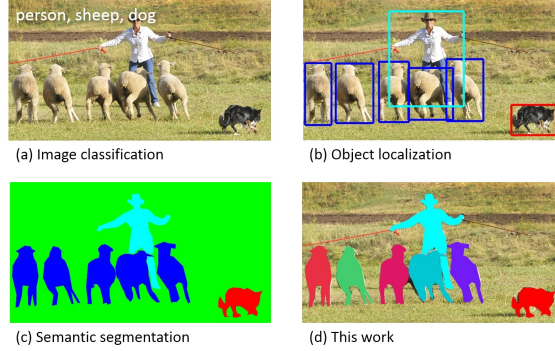 person, sheep, dog
(a) Image classification
(b) Object localization
(c) Semantic segmentation
(d) This work